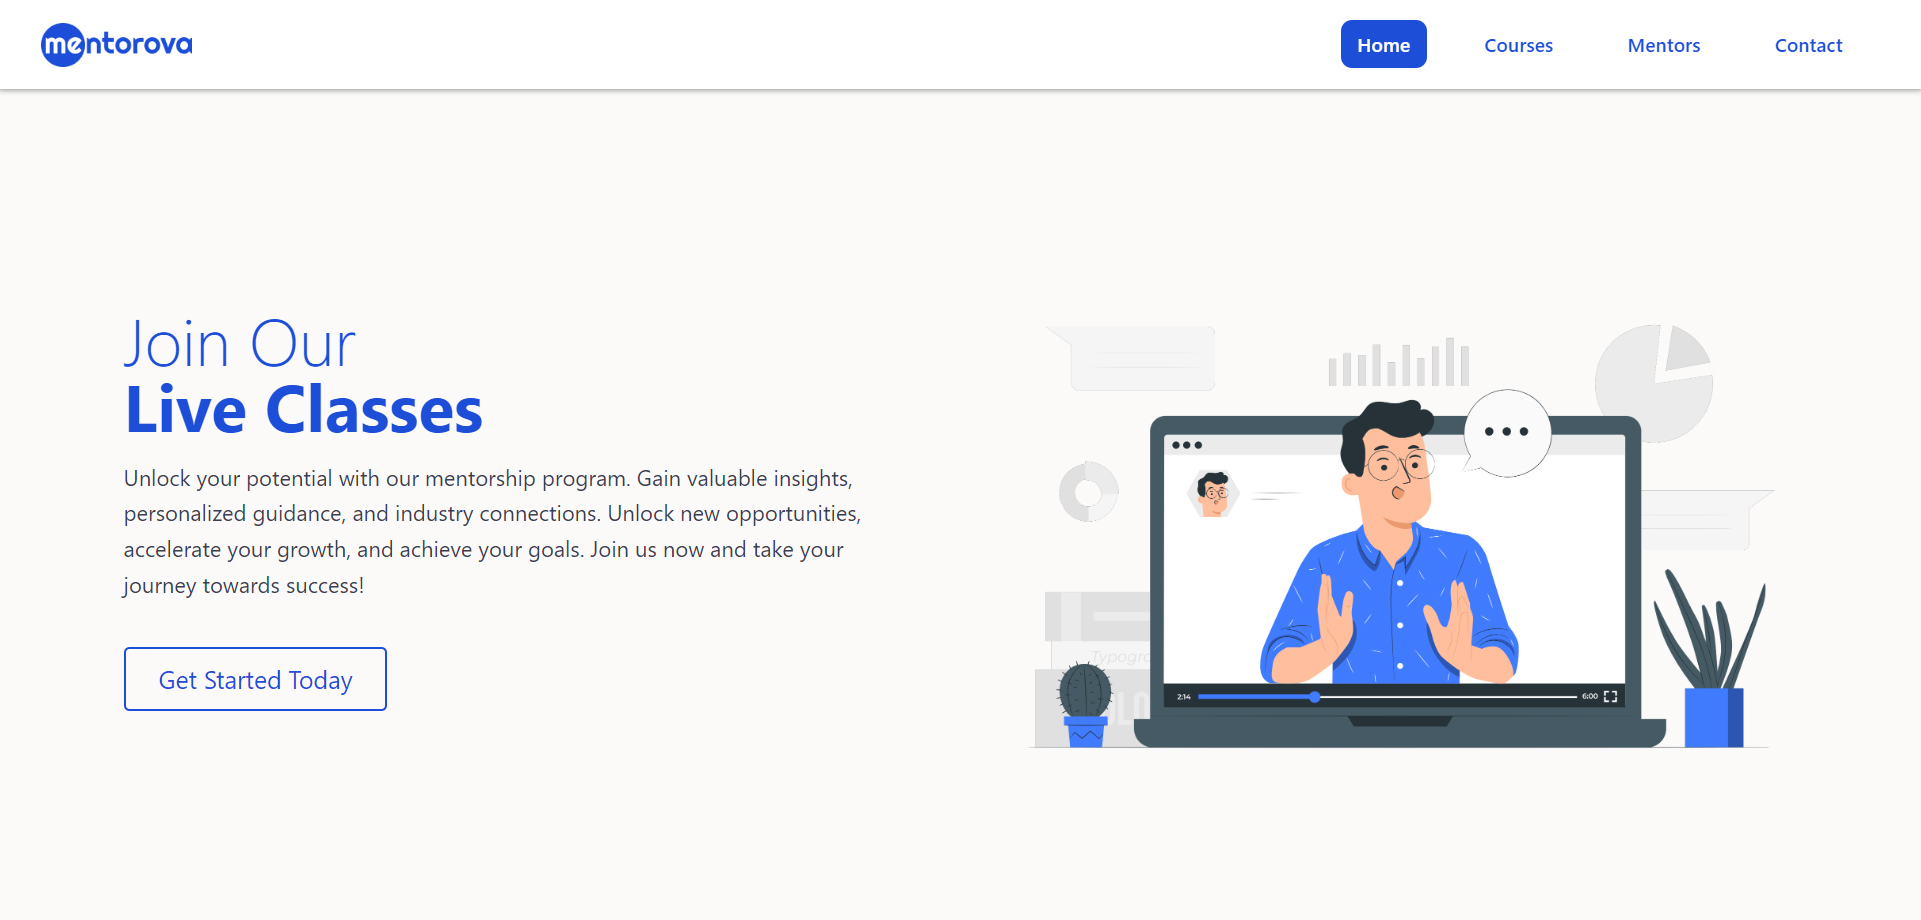 mentorova
Home Courses Mentors Contact
Join Our
Live Classes
Unlock your potential with our mentorship program. Gain valuable insights,
personalized guidance, and industry connections. Unlock new opportunities,
accelerate your growth, and achieve your goals. Join us now and take your
journey towards success!
Get Started Today
2:14 6:00